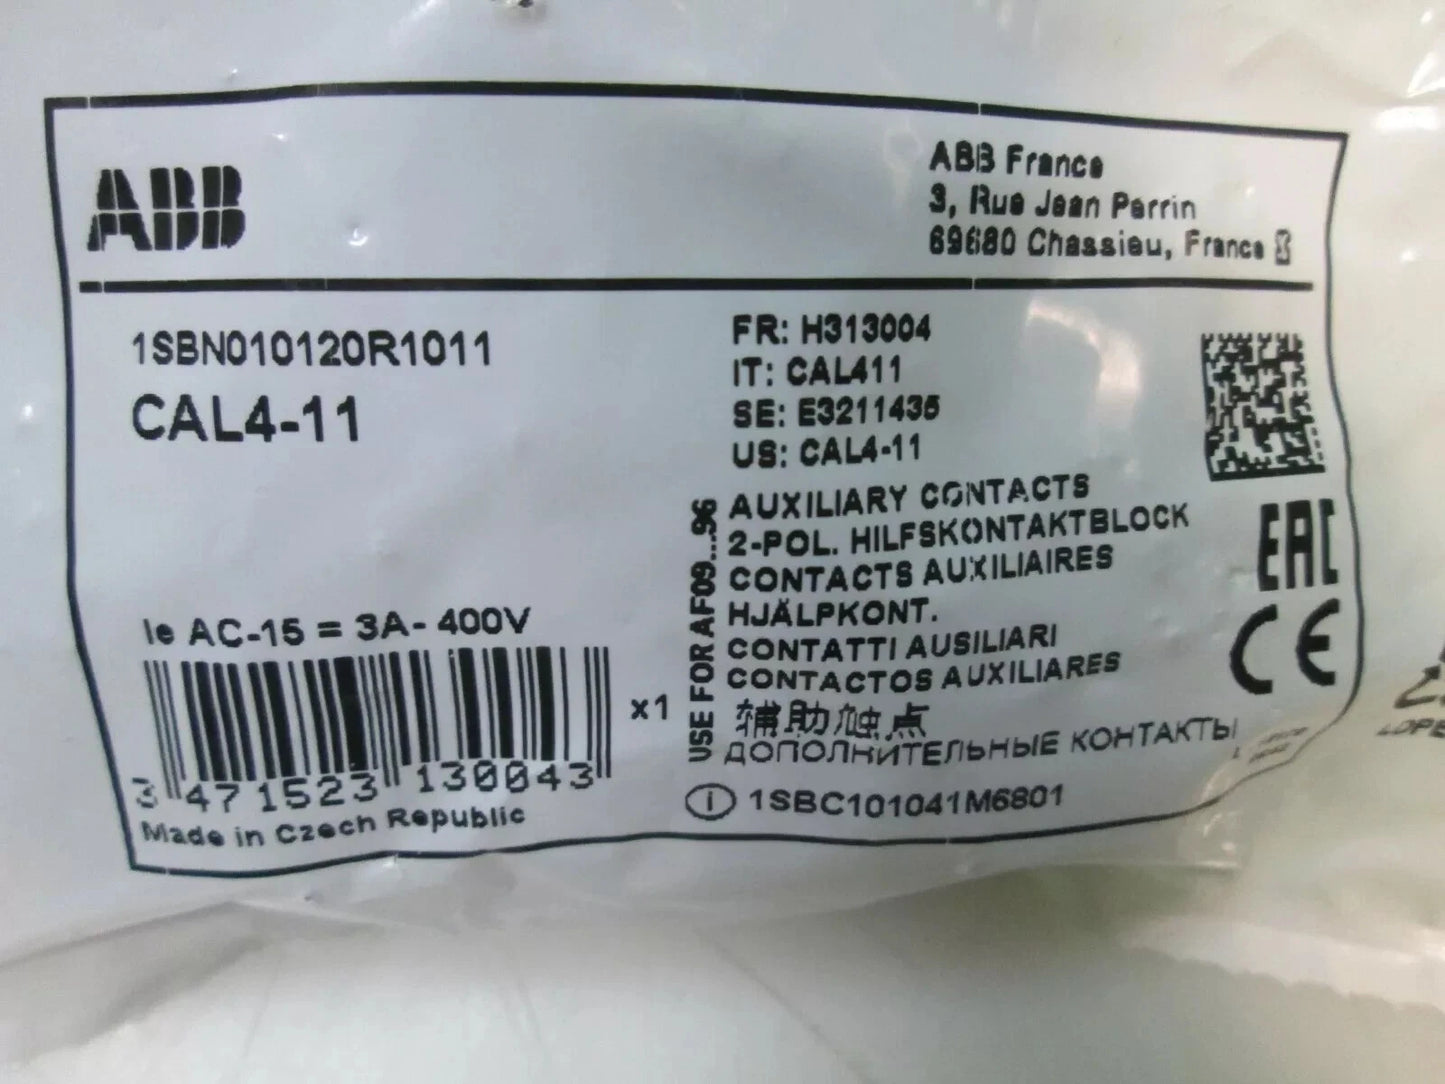 ABB
ABB France
3, Rue Jean Perrin
69680 Chassieu, France
1SBN010120R1011
CAL4-11
FR: H313004
IT: CAL411
SE: E3211435
US: CAL4-11
Ie AC-15 = 3A- 400V
x1
3 471523 130043
Made in Czech Republic
USE FOR AF09...96
AUXILIARY CONTACTS
2-POL. HILFSKONTAKTBLOCK
CONTACTS AUXILIAIRES
HJÄLPKONT.
CONTATTI AUSILIARI
CONTACTOS AUXILIARES
辅助触点
ДОПОЛНИТЕЛЬНЫЕ КОНТАКТЫ
i 1SBC101041M6801
EAC
CE